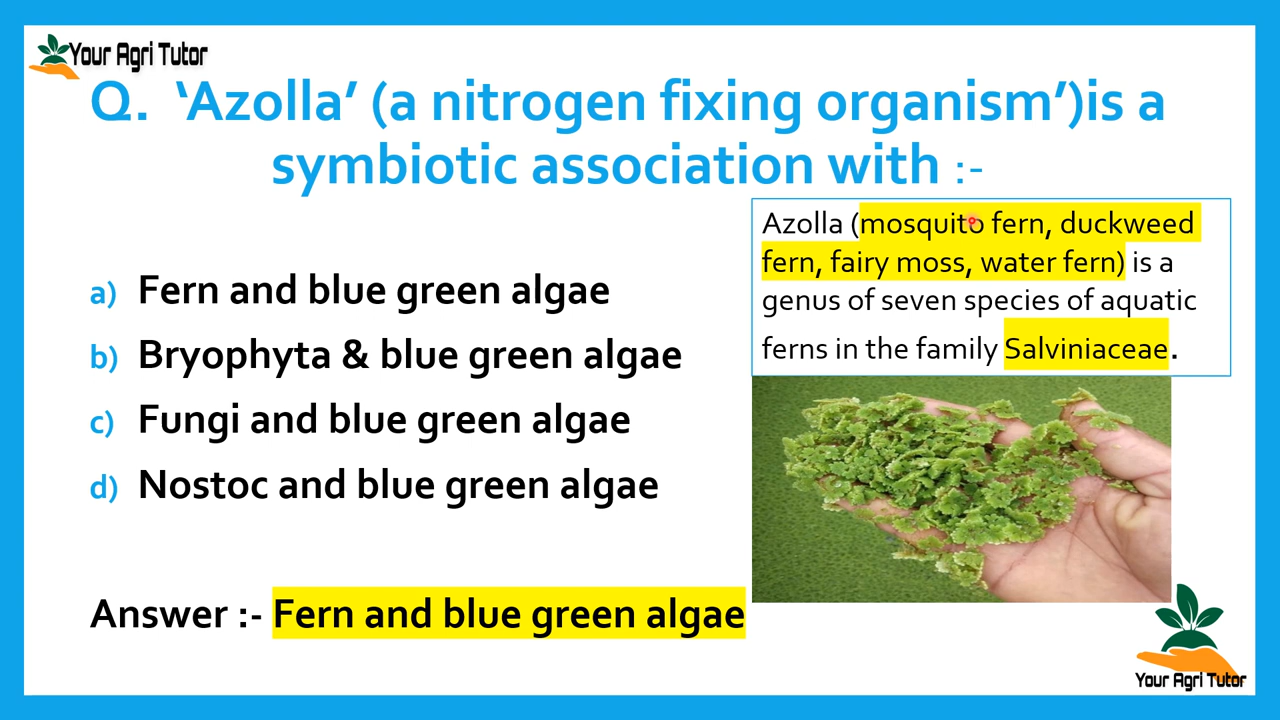 Your Agri Tutor
Q. ‘Azolla’ (a nitrogen fixing organism’)is a
symbiotic association with :-
Azolla (mosquito fern, duckweed
fern, fairy moss, water fern) is a
genus of seven species of aquatic
ferns in the family Salviniaceae.
a) Fern and blue green algae
b) Bryophyta & blue green algae
c) Fungi and blue green algae
d) Nostoc and blue green algae
Answer :- Fern and blue green algae
Your Agri Tutor